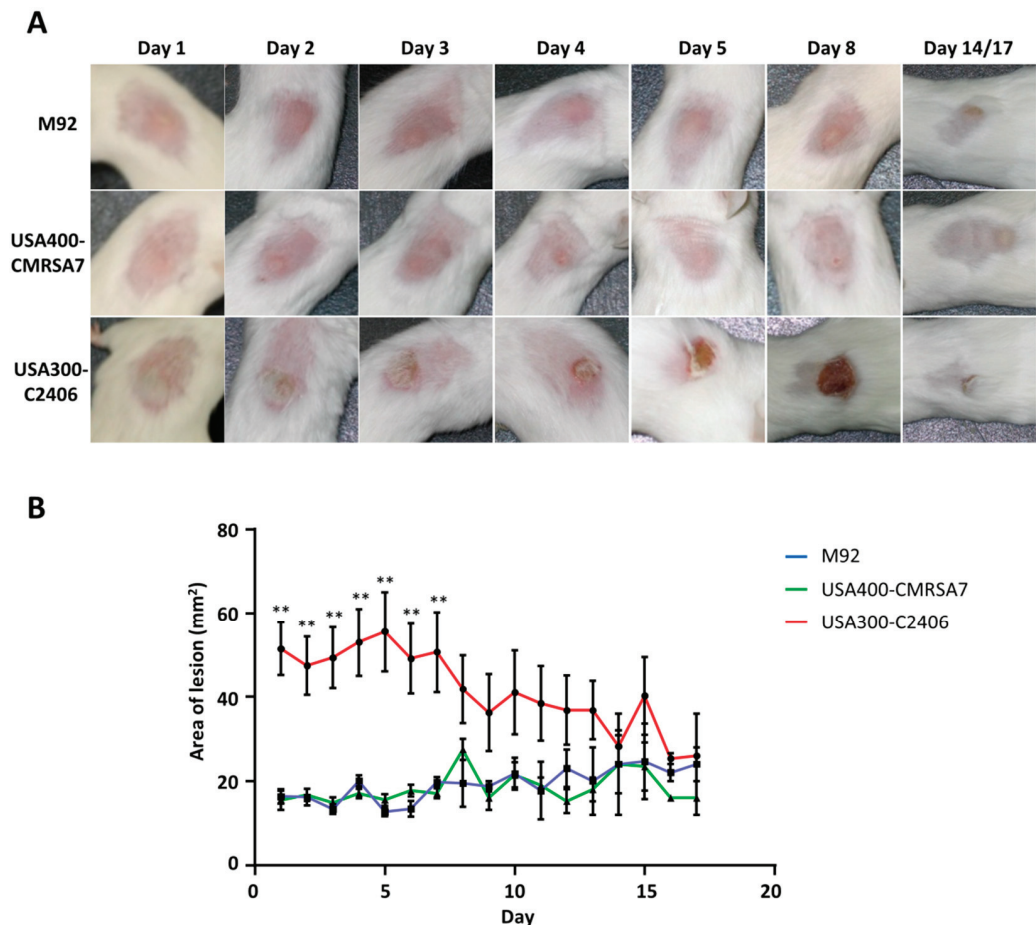 A
Day 1 Day 2 Day 3 Day 4 Day 5 Day 8 Day 14/17
M92
USA400-
CMRSA7
USA300-
C2406
B
80
60
40
20
0
Area of lesion (mm²)
** ** ** ** ** ** **
0 5 10 15 20
Day
M92
USA400-CMRSA7
USA300-C2406